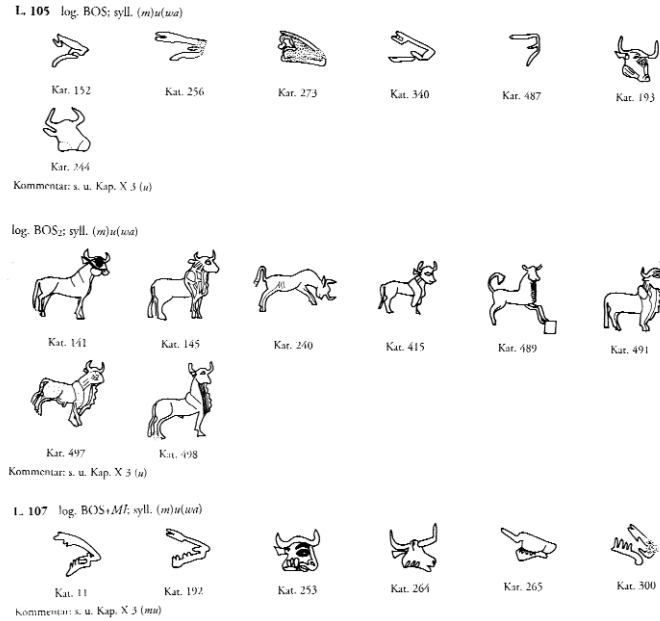 L. 105 log. BOS; syll. (m)u(wa)
Kat. 152 Kat. 256 Kat. 273 Kat. 340 Kat. 487 Kat. 193
Kat. 244
Kommentar: s. u. Kap. X 3 (u)
log. BOS₂; syll. (m)u(wa)
Kat. 141 Kat. 145 Kat. 240 Kat. 415 Kat. 489 Kat. 491
Kat. 497 Kat. 498
Kommentar: s. u. Kap. X 3 (u)
L. 107 log. BOS+MI; syll. (m)u(wa)
Kat. 11 Kat. 192 Kat. 253 Kat. 264 Kat. 265 Kat. 300
Kommentar: s. u. Kap. X 3 (mu)